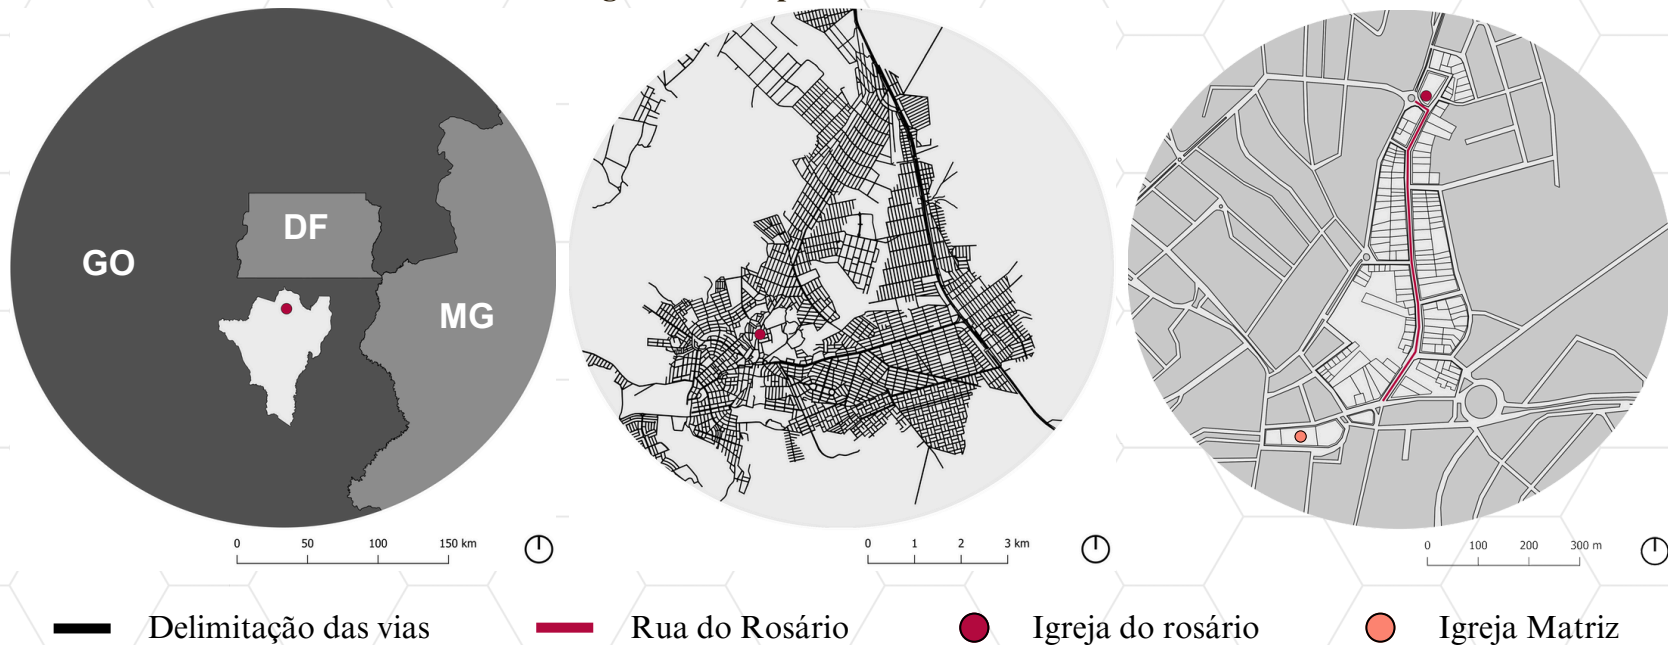 DF
GO
MG
0 50 100 150 km
0 1 2 3 km
0 100 200 300 m
Delimitação das vias
Rua do Rosário
Igreja do rosário
Igreja Matriz